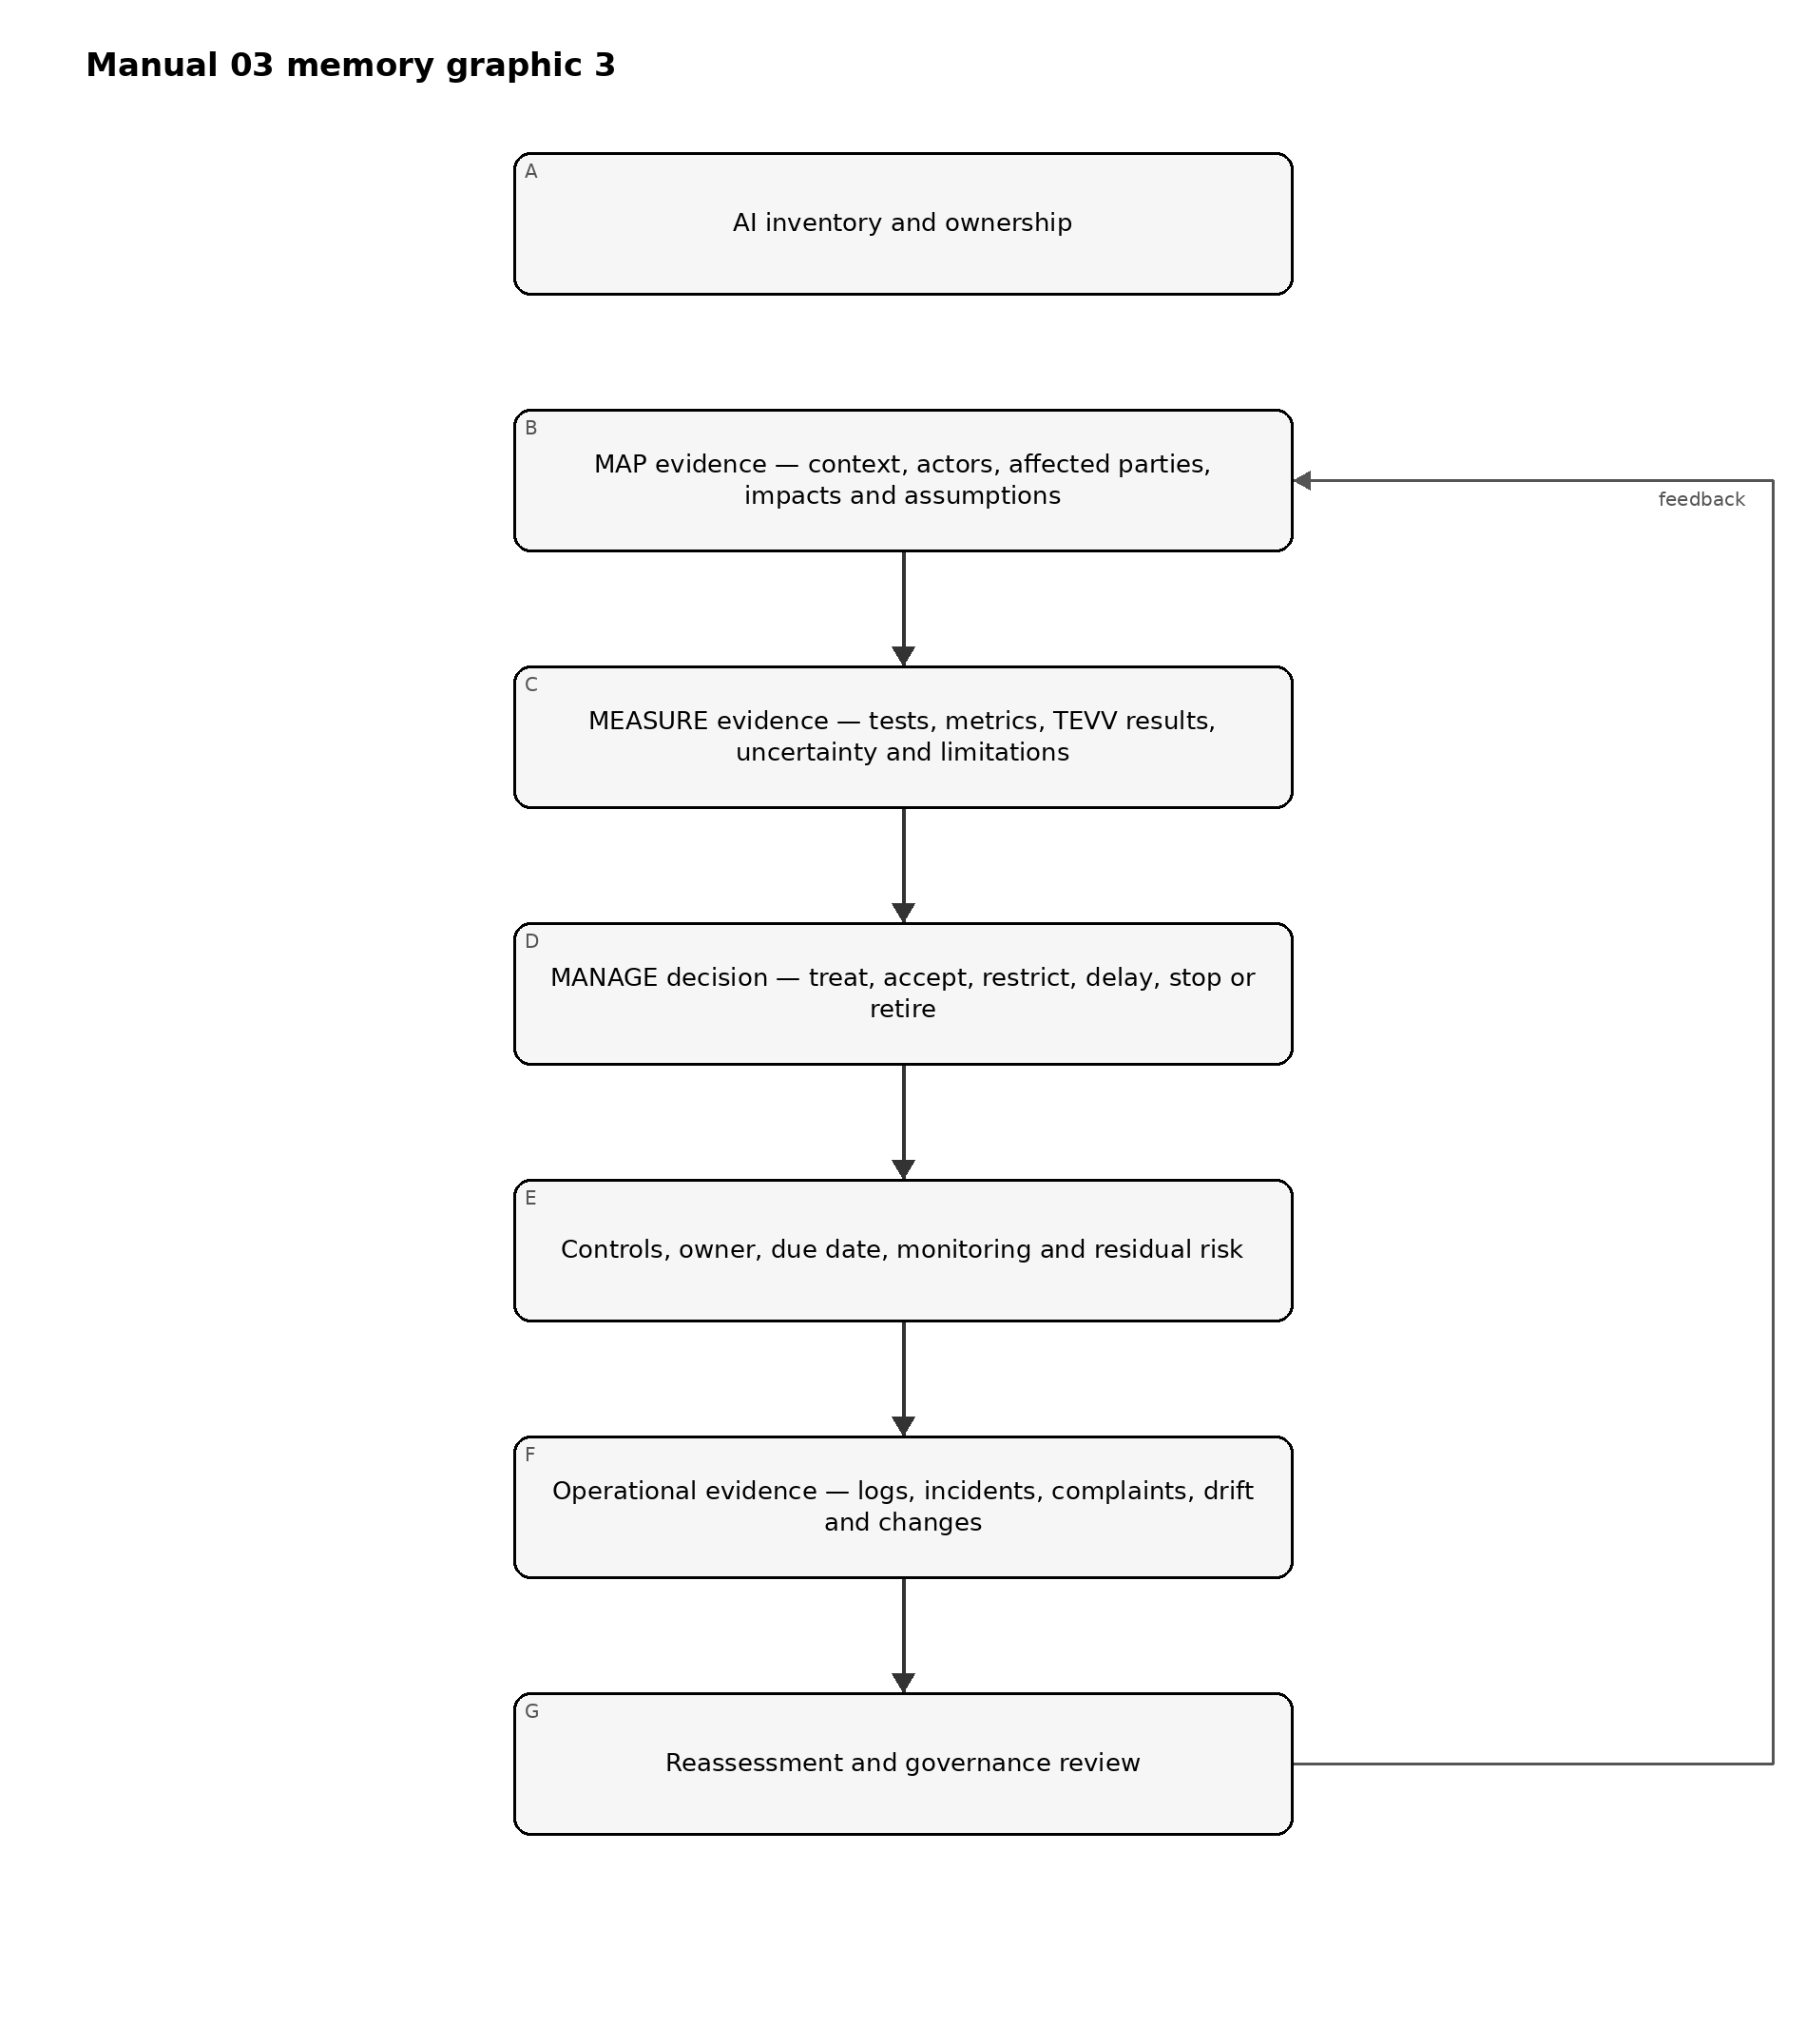 Manual 03 memory graphic 3
A
AI inventory and ownership
B
MAP evidence — context, actors, affected parties,
impacts and assumptions
feedback
C
MEASURE evidence — tests, metrics, TEVV results,
uncertainty and limitations
D
MANAGE decision — treat, accept, restrict, delay, stop or
retire
E
Controls, owner, due date, monitoring and residual risk
F
Operational evidence — logs, incidents, complaints, drift
and changes
G
Reassessment and governance review